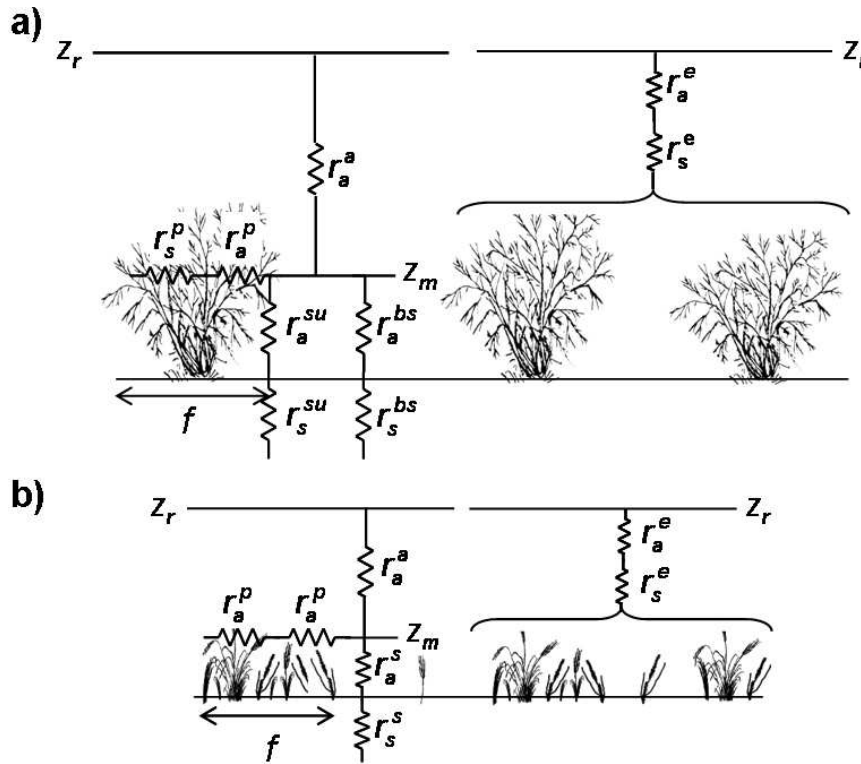 a)
z_r
z_r
r_a^e
r_s^e
r_a^a
r_s^p r_a^p
z_m
r_a^su r_a^bs
f
r_s^su r_s^bs
b)
z_r
z_r
r_a^e
r_a^a
r_s^e
r_a^p r_a^p
z_m
r_a^s
f
r_s^s